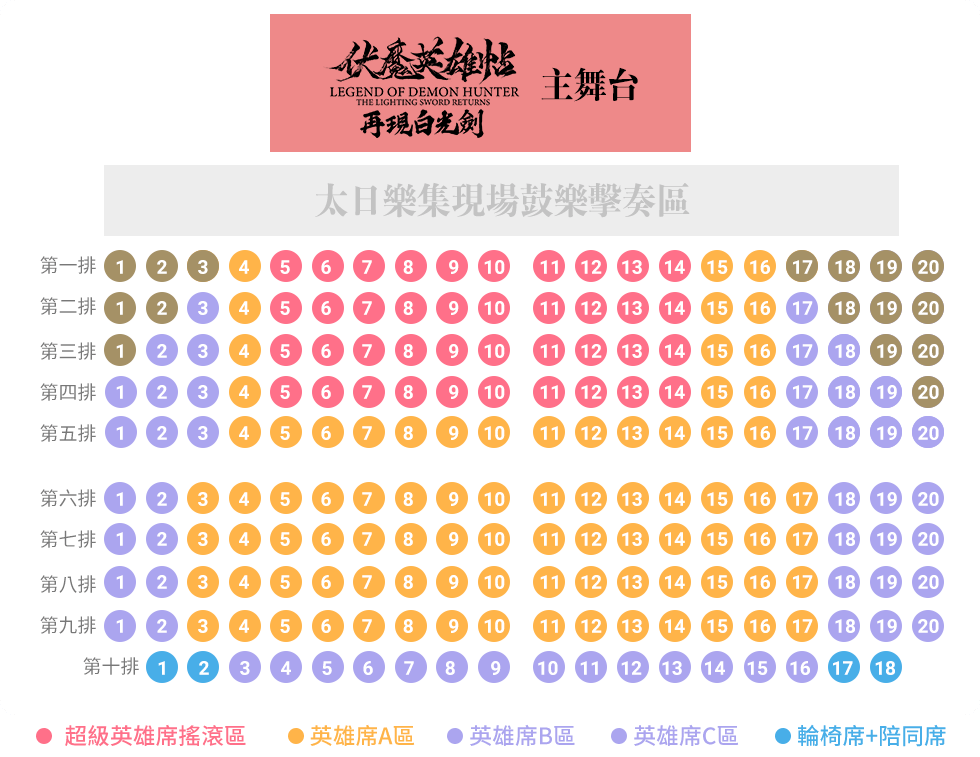 伏魔英雄帖
LEGEND OF DEMON HUNTER
THE LIGHTING SWORD RETURNS
再現白光劍
主舞台
太日樂集現場鼓樂擊奏區
第一排 1 2 3 4 5 6 7 8 9 10 11 12 13 14 15 16 17 18 19 20
第二排 1 2 3 4 5 6 7 8 9 10 11 12 13 14 15 16 17 18 19 20
第三排 1 2 3 4 5 6 7 8 9 10 11 12 13 14 15 16 17 18 19 20
第四排 1 2 3 4 5 6 7 8 9 10 11 12 13 14 15 16 17 18 19 20
第五排 1 2 3 4 5 6 7 8 9 10 11 12 13 14 15 16 17 18 19 20
第六排 1 2 3 4 5 6 7 8 9 10 11 12 13 14 15 16 17 18 19 20
第七排 1 2 3 4 5 6 7 8 9 10 11 12 13 14 15 16 17 18 19 20
第八排 1 2 3 4 5 6 7 8 9 10 11 12 13 14 15 16 17 18 19 20
第九排 1 2 3 4 5 6 7 8 9 10 11 12 13 14 15 16 17 18 19 20
第十排 1 2 3 4 5 6 7 8 9 10 11 12 13 14 15 16 17 18
超級英雄席搖滾區 英雄席A區 英雄席B區 英雄席C區 輪椅席+陪同席